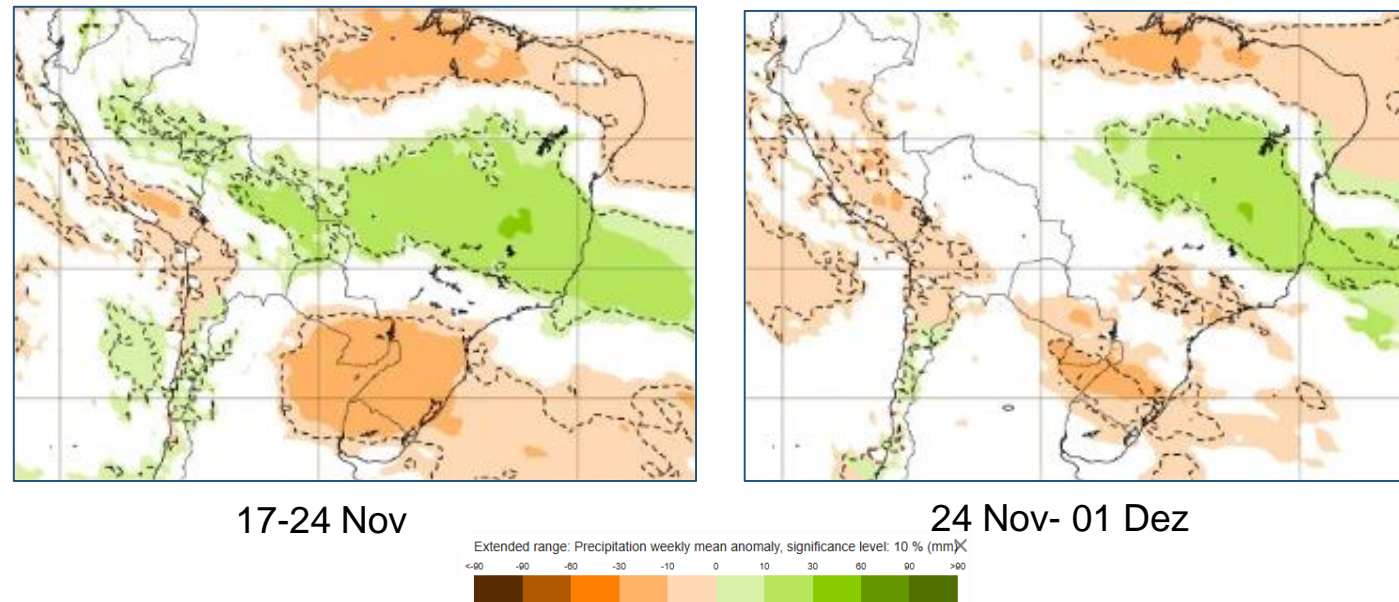 17-24 Nov
24 Nov- 01 Dez
Extended range: Precipitation weekly mean anomaly, significance level: 10 % (mm)
<-90 -90 -60 -30 -10 0 10 30 60 90 >90